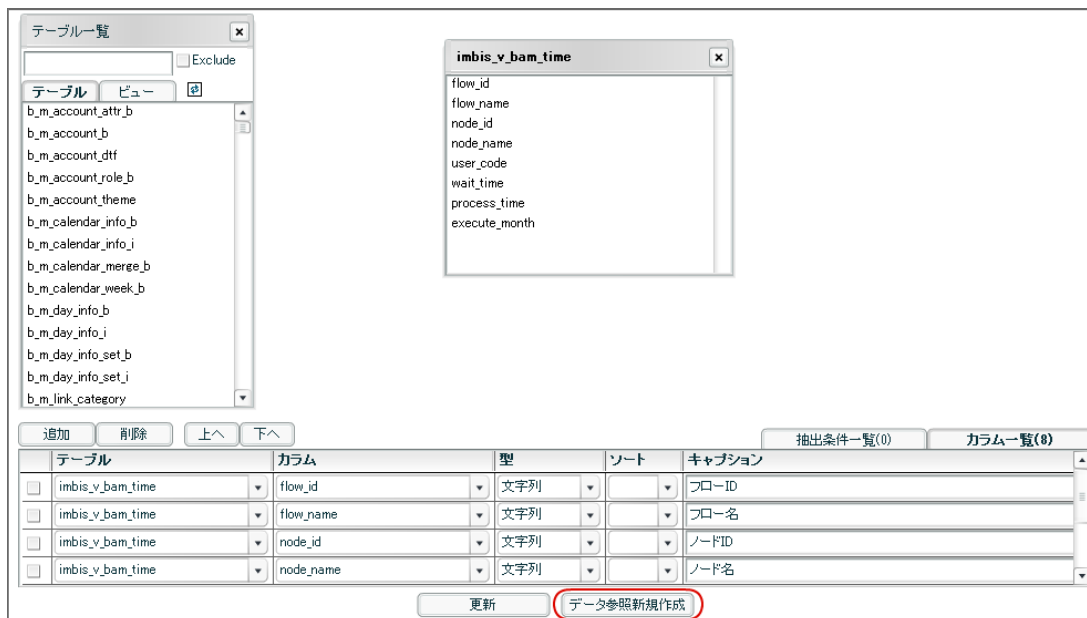 テーブル一覧
Exclude
テーブル ビュー
b_m_account_attr_b
b_m_account_b
b_m_account_dtf
b_m_account_role_b
b_m_account_theme
b_m_calendar_info_b
b_m_calendar_info_i
b_m_calendar_merge_b
b_m_calendar_week_b
b_m_day_info_b
b_m_day_info_i
b_m_day_info_set_b
b_m_day_info_set_i
b_m_link_category
imbis_v_bam_time
flow_id
flow_name
node_id
node_name
user_code
wait_time
process_time
execute_month
追加 削除 上へ 下へ 抽出条件一覧(0) カラム一覧(8)
テーブル カラム 型 ソート キャプション
imbis_v_bam_time flow_id 文字列 フローID
imbis_v_bam_time flow_name 文字列 フロー名
imbis_v_bam_time node_id 文字列 ノードID
imbis_v_bam_time node_name 文字列 ノード名
更新 データ参照新規作成